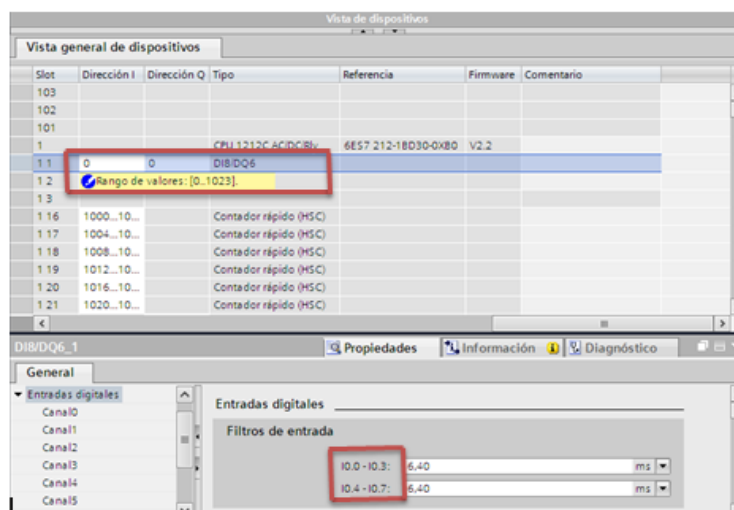 Vista de dispositivos
Vista general de dispositivos
Slot Dirección I Dirección Q Tipo Referencia Firmware Comentario
103
102
101
1 CPU 1212C AC/DC/Rly 6ES7 212-1BD30-0XB0 V2.2
1 1 0 0 DI8/DQ6
1 2 Rango de valores: [0..1023].
1 3
1 16 1000...10... Contador rápido (HSC)
1 17 1004...10... Contador rápido (HSC)
1 18 1008...10... Contador rápido (HSC)
1 19 1012...10... Contador rápido (HSC)
1 20 1016...10... Contador rápido (HSC)
1 21 1020...10... Contador rápido (HSC)
DI8/DQ6_1 Propiedades Información Diagnóstico
General
Entradas digitales
Canal0
Canal1
Canal2
Canal3
Canal4
Canal5
Entradas digitales
Filtros de entrada
I0.0 - I0.3: 6,40 ms
I0.4 - I0.7: 6,40 ms